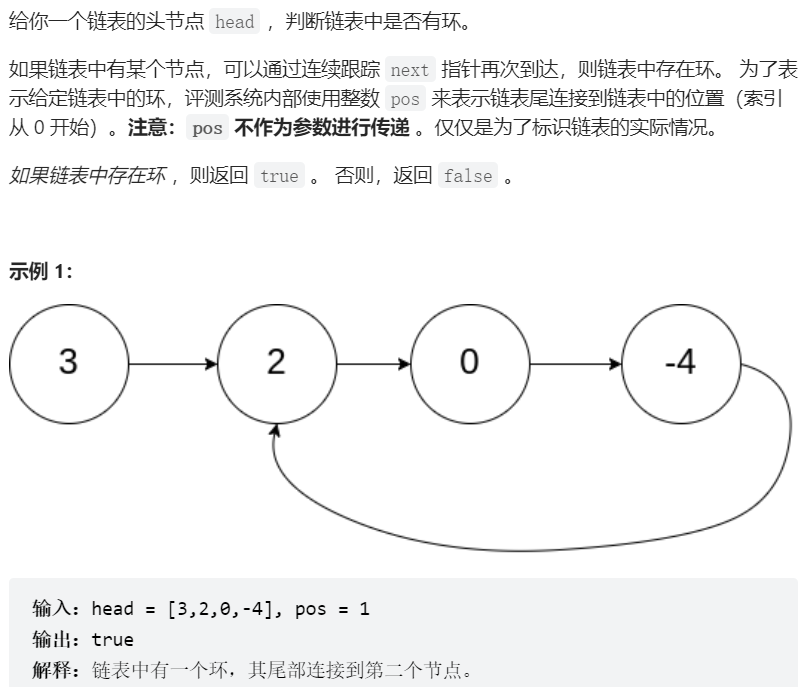 给你一个链表的头节点 head ，判断链表中是否有环。
如果链表中有某个节点，可以通过连续跟踪 next 指针再次到达，则链表中存在环。 为了表
示给定链表中的环，评测系统内部使用整数 pos 来表示链表尾连接到链表中的位置（索引
从 0 开始）。注意：pos 不作为参数进行传递 。仅仅是为了标识链表的实际情况。
如果链表中存在环 ，则返回 true 。 否则，返回 false 。
示例 1：
3 2 0 -4
输入：head = [3,2,0,-4], pos = 1
输出：true
解释：链表中有一个环，其尾部连接到第二个节点。